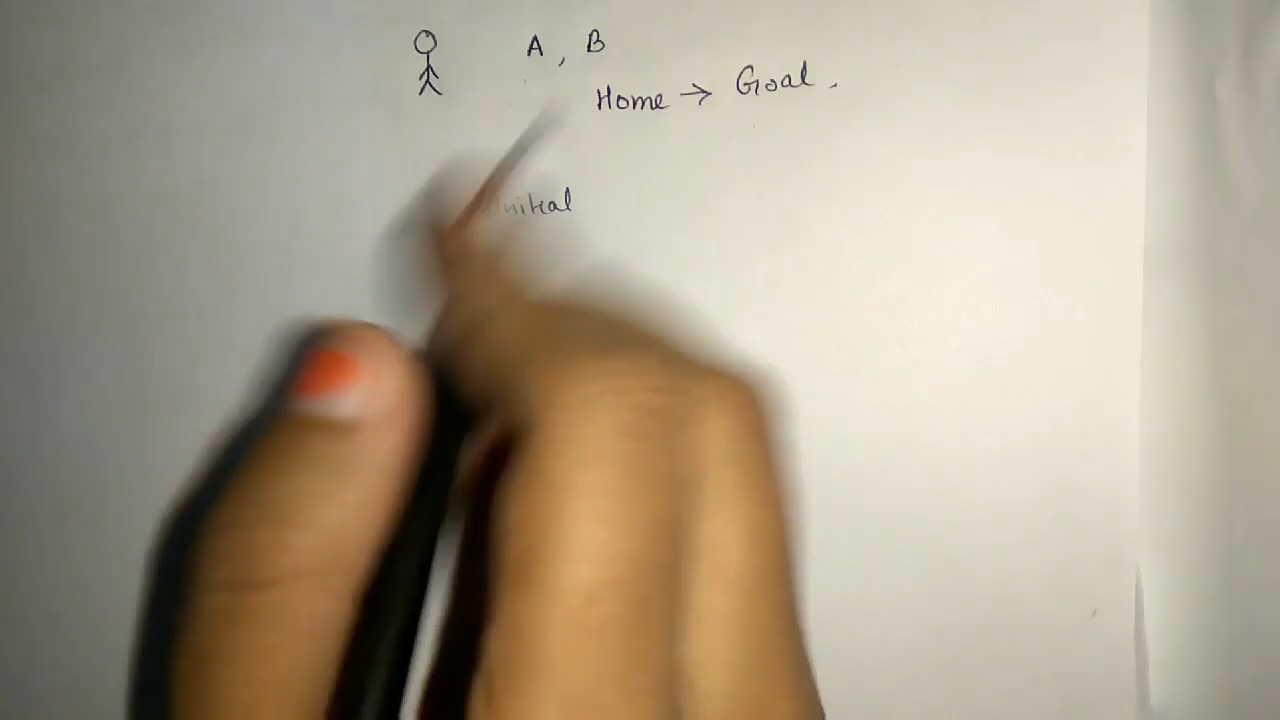 A , B
Home → Goal .